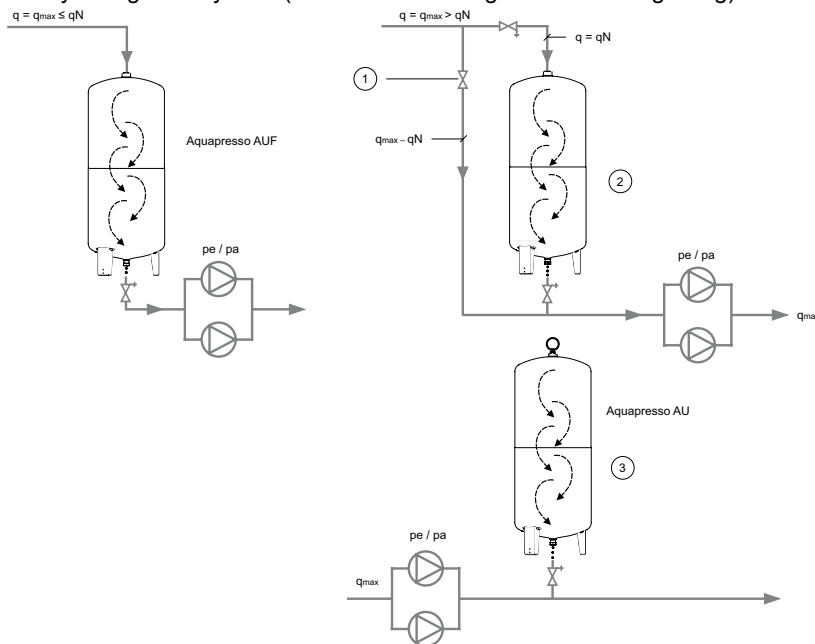 q = qmax ≤ qN
q = qmax > qN
q = qN
1
Aquapresso AUF
qmax – qN
2
pe / pa
pe / pa
Aquapresso AU
3
pe / pa
qmax